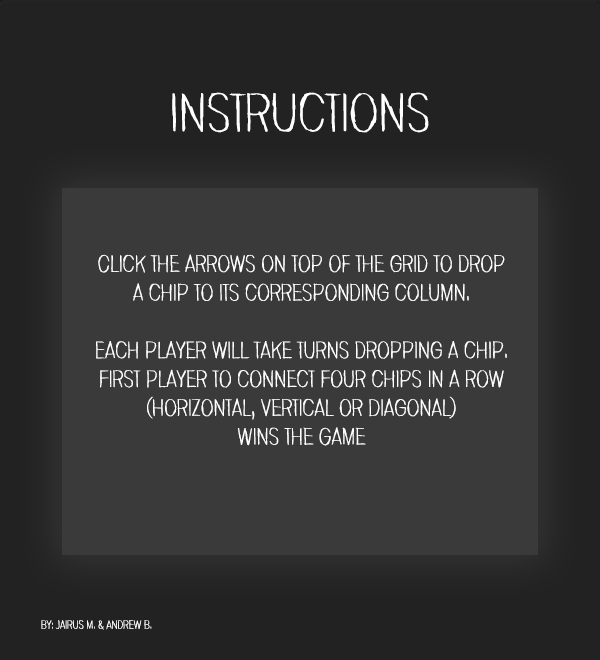 INSTRUCTIONS
CLICK THE ARROWS ON TOP OF THE GRID TO DROP
A CHIP TO ITS CORRESPONDING COLUMN.
EACH PLAYER WILL TAKE TURNS DROPPING A CHIP.
FIRST PLAYER TO CONNECT FOUR CHIPS IN A ROW
(HORIZONTAL, VERTICAL OR DIAGONAL)
WINS THE GAME
BY: JAIRUS M. & ANDREW B.